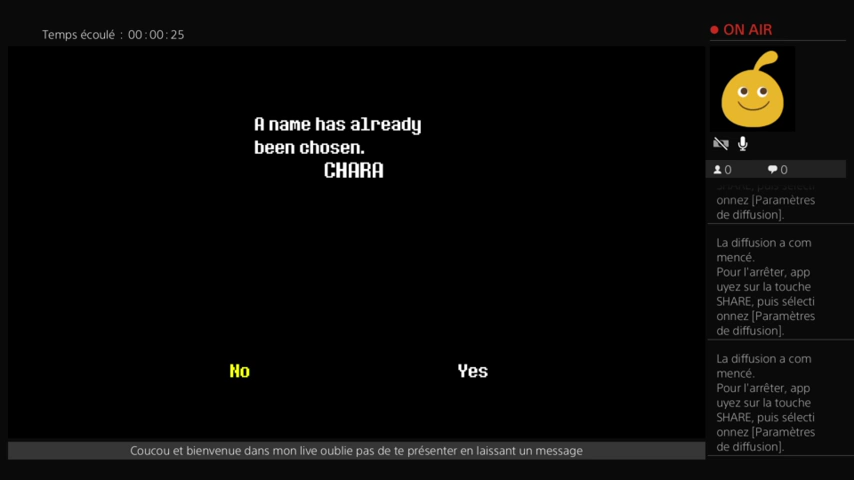 Temps écoulé : 00:00:25
ON AIR
A name has already
been chosen.
CHARA
No
Yes
Coucou et bienvenue dans mon live oublie pas de te présenter en laissant un message
0
0
SHARE, puis sélecti
onnez [Paramètres
de diffusion].
La diffusion a com
mencé.
Pour l'arrêter, app
uyez sur la touche
SHARE, puis sélecti
onnez [Paramètres
de diffusion].
La diffusion a com
mencé.
Pour l'arrêter, app
uyez sur la touche
SHARE, puis sélecti
onnez [Paramètres
de diffusion].